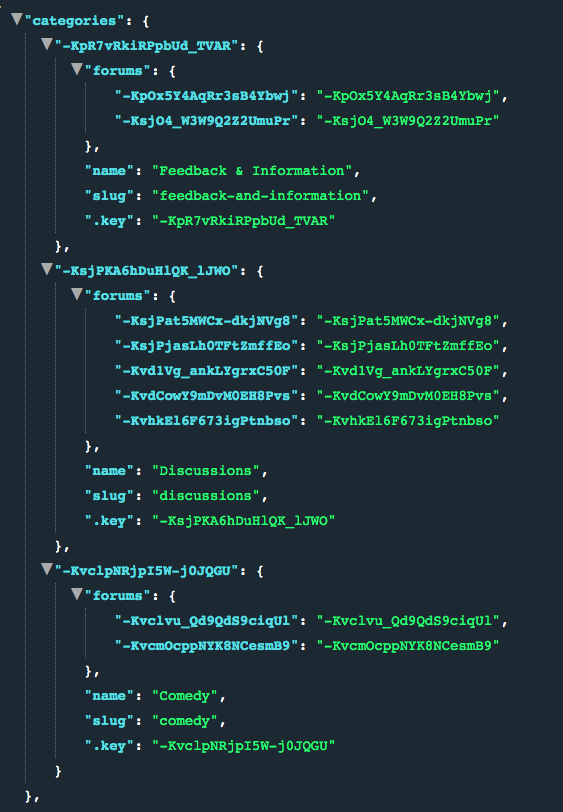 "categories": {
"-KpR7vRkiRPpbUd_TVAR": {
"forums": {
"-KpOx5Y4AqRr3sB4Ybwj": "-KpOx5Y4AqRr3sB4Ybwj",
"-KsjO4_W3W9Q2Z2UmuPr": "-KsjO4_W3W9Q2Z2UmuPr"
},
"name": "Feedback & Information",
"slug": "feedback-and-information",
".key": "-KpR7vRkiRPpbUd_TVAR"
},
"-KsjPKA6hDuHlQK_lJWO": {
"forums": {
"-KsjPat5MWCx-dkjNVg8": "-KsjPat5MWCx-dkjNVg8",
"-KsjPjasLh0TFtZmffEo": "-KsjPjasLh0TFtZmffEo",
"-Kvd1Vg_ankLYgrxC50F": "-Kvd1Vg_ankLYgrxC50F",
"-KvdCowY9mDvM0EH8Pvs": "-KvdCowY9mDvM0EH8Pvs",
"-KvhkEl6F673igPtnbso": "-KvhkEl6F673igPtnbso"
},
"name": "Discussions",
"slug": "discussions",
".key": "-KsjPKA6hDuHlQK_lJWO"
},
"-KvclpNRjpI5W-j0JQGU": {
"forums": {
"-Kvclvu_Qd9QdS9ciqUl": "-Kvclvu_Qd9QdS9ciqUl",
"-KvcmOcppNYK8NCesmB9": "-KvcmOcppNYK8NCesmB9"
},
"name": "Comedy",
"slug": "comedy",
".key": "-KvclpNRjpI5W-j0JQGU"
}
},